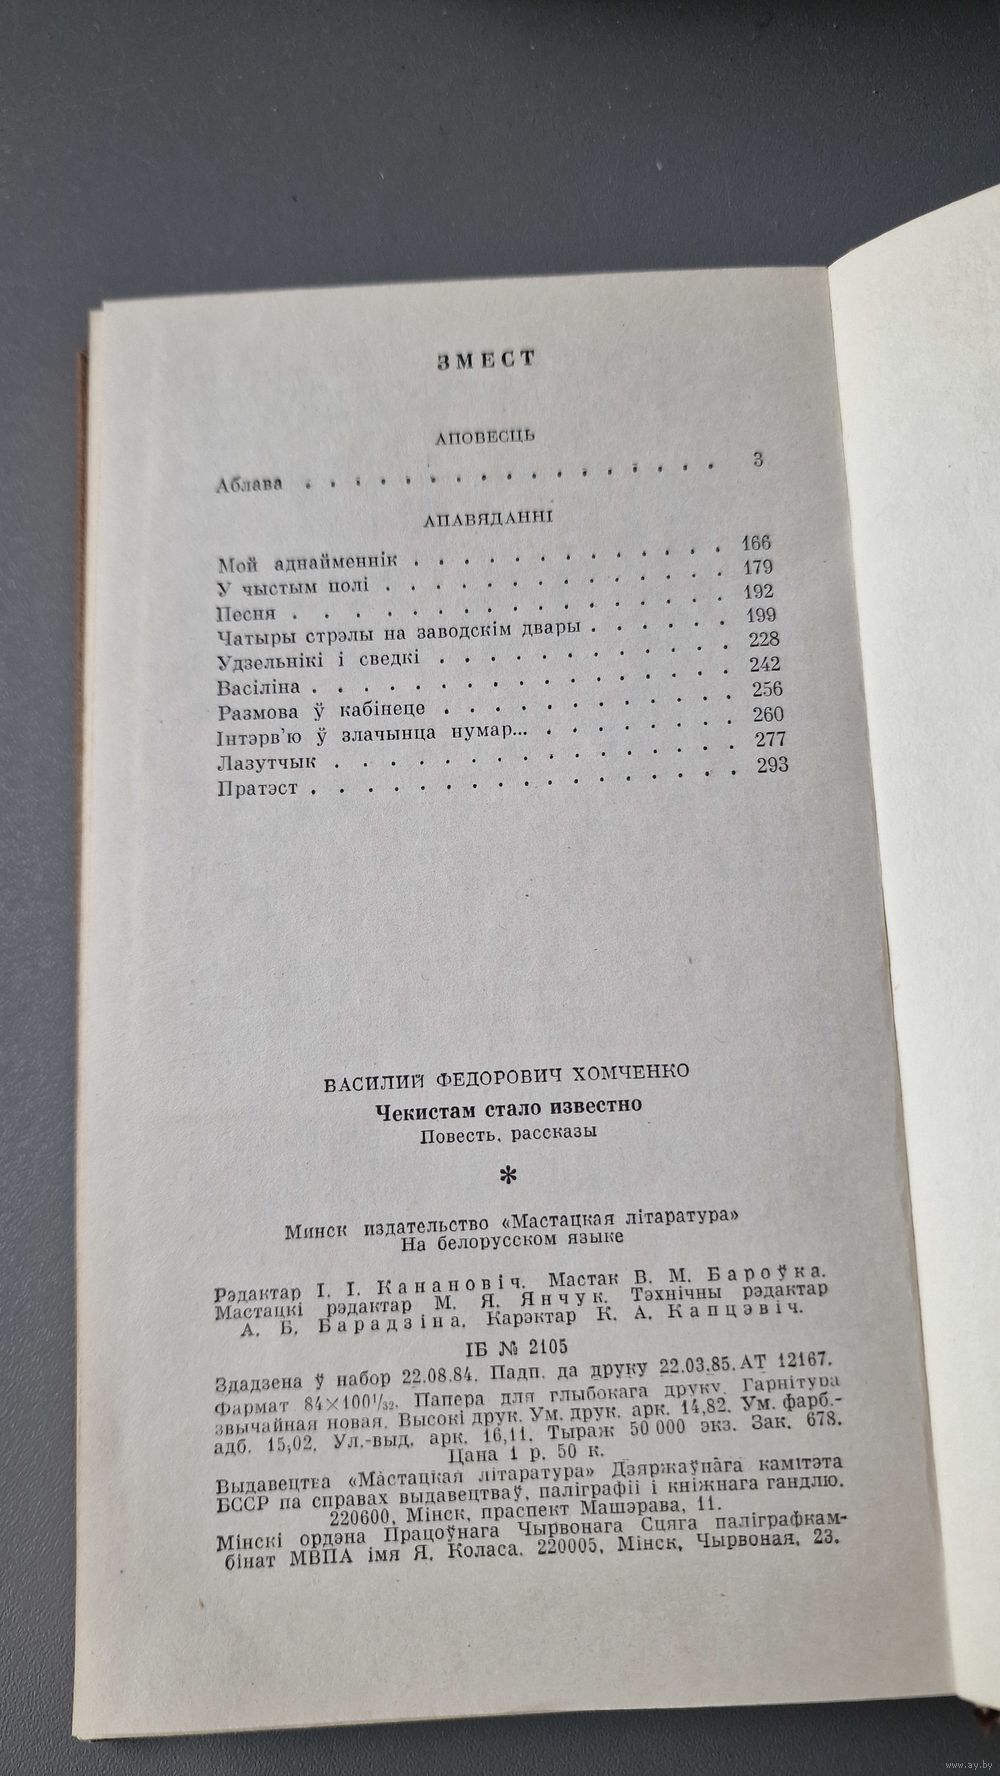 ЗМЕСТ
АПОВЕСЦЬ
Аблава . . . . . . . . . . . . . . . . . 3
АПАВЯДАННІ
Мой аднайменнік . . . . . . . . . . . . 166
У чыстым полі . . . . . . . . . . . . . 179
Песня . . . . . . . . . . . . . . . . 192
Чатыры стрэлы на заводскім двары . . . . . . 199
Удзельнікі і сведкі . . . . . . . . . . . . 228
Васіліна . . . . . . . . . . . . . . . . 242
Размова ў кабінеце . . . . . . . . . . . . 256
Інтэрв'ю ў злачынца нумар... . . . . . . . . 260
Лазутчык . . . . . . . . . . . . . . . 277
Пратэст . . . . . . . . . . . . . . . . 293
ВАСИЛИЙ ФЕДОРОВИЧ ХОМЧЕНКО
Чекистам стало известно
Повесть, рассказы
*
Минск издательство «Мастацкая літаратура»
На белорусском языке
Рэдактар І. І. Канановіч. Мастак В. М. Бароўка.
Мастацкі рэдактар М. Я. Янчук. Тэхнічны рэдактар
А. Б. Барадзіна. Карэктар К. А. Капцэвіч.
ІБ № 2105
Здадзена ў набор 22.08.84. Падп. да друку 22.03.85. АТ 12167.
Фармат 84×100¹/₃₂. Папера для глыбокага друку. Гарнітура
звычайная новая. Высокі друк. Ум. друк. арк. 14,82. Ум. фарб.-
адб. 15,02. Ул.-выд. арк. 16,11. Тыраж 50 000 экз. Зак. 678.
Цана 1 р. 50 к.
Выдавецтва «Мастацкая літаратура» Дзяржаўнага камітэта
БССР па справах выдавецтваў, паліграфіі і кніжнага гандлю.
220600, Мінск, праспект Машэрава, 11.
Мінскі ордэна Працоўнага Чырвонага Сцяга паліграфкам-
бінат МВПА імя Я. Коласа. 220005, Мінск, Чырвоная, 23.
www.ay.by